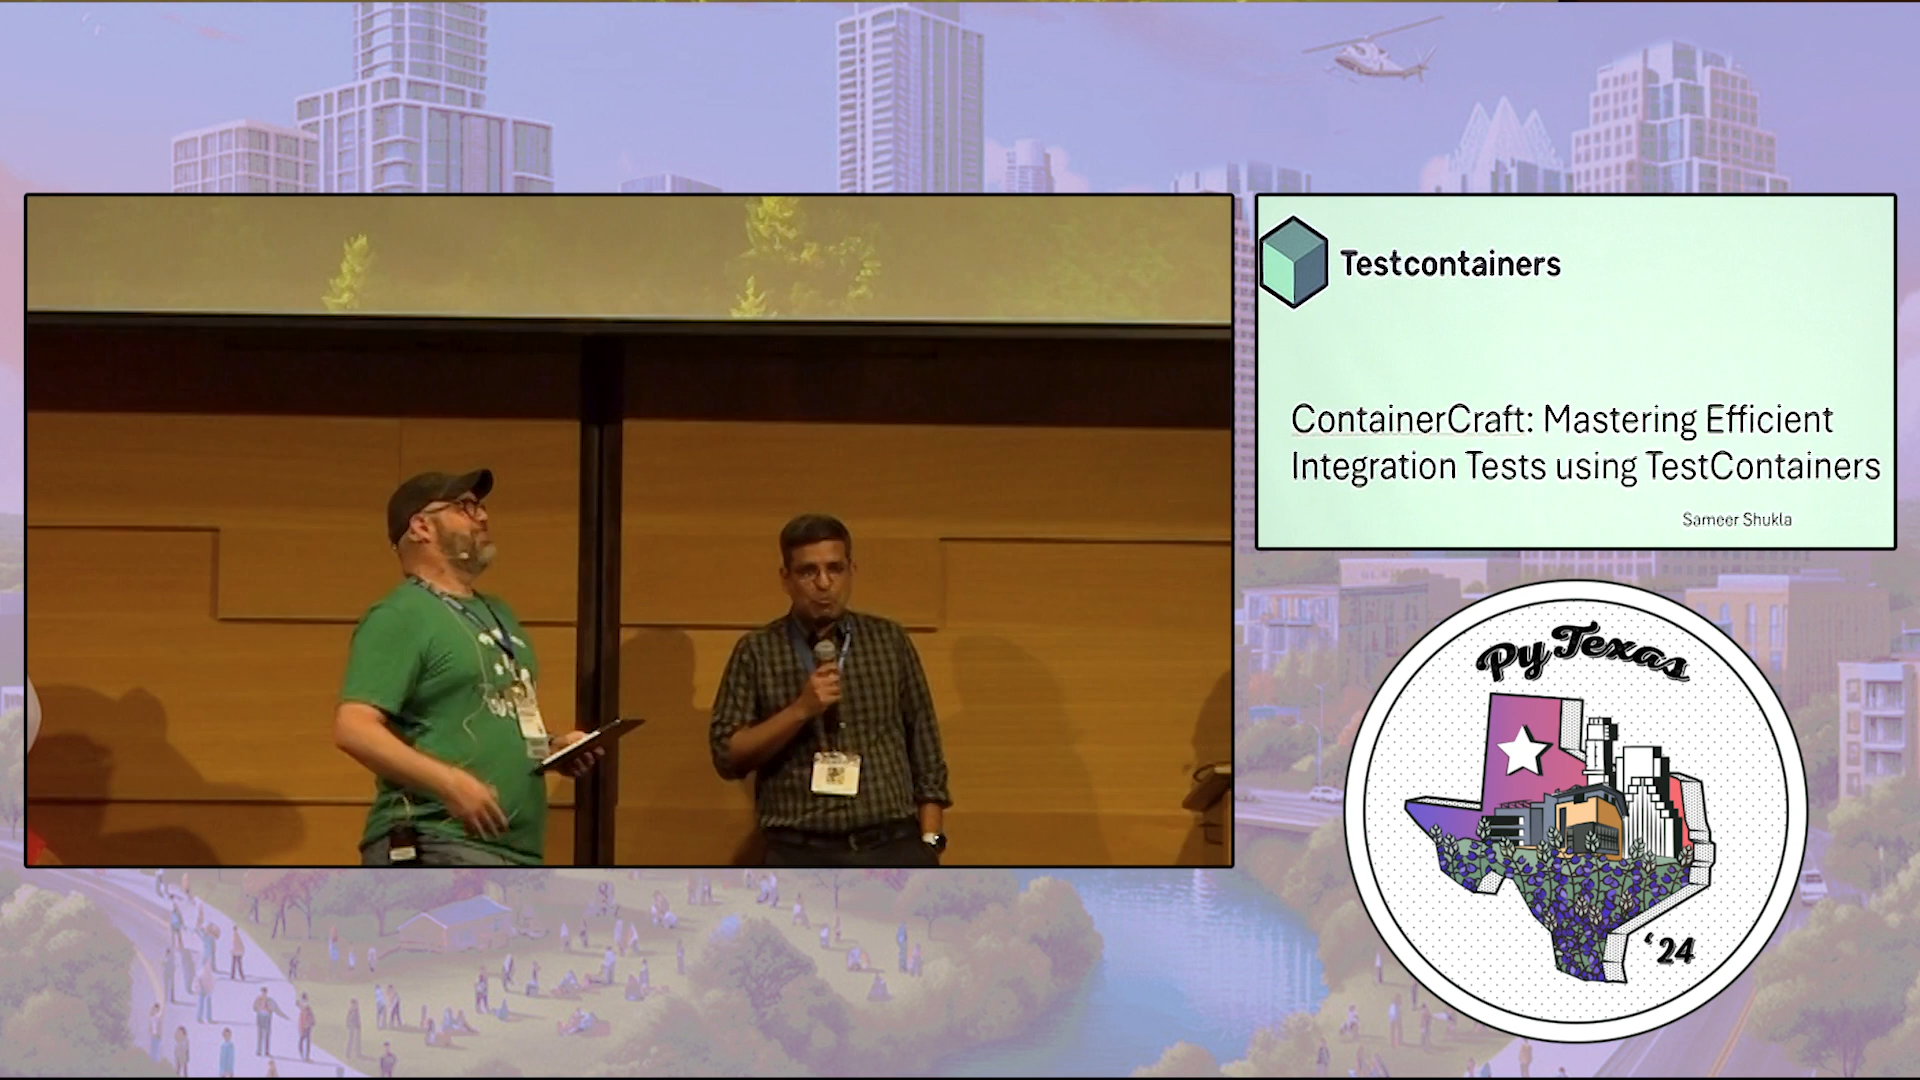 Testcontainers
ContainerCraft: Mastering Efficient
Integration Tests using TestContainers
Sameer Shukla
PyTexas
‘24